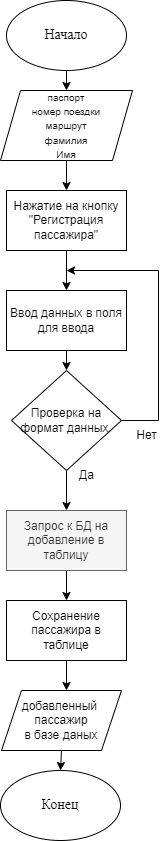 Начало
паспорт
номер поездки
маршрут
фамилия
Имя
Нажатие на кнопку
"Регистрация
пассажира"
Ввод данных в поля
для ввода
Проверка на
формат данных
Нет
Да
Запрос к БД на
добавление в
таблицу
Сохранение
пассажира в
таблице
добавленный
пассажир
в базе даных
Конец